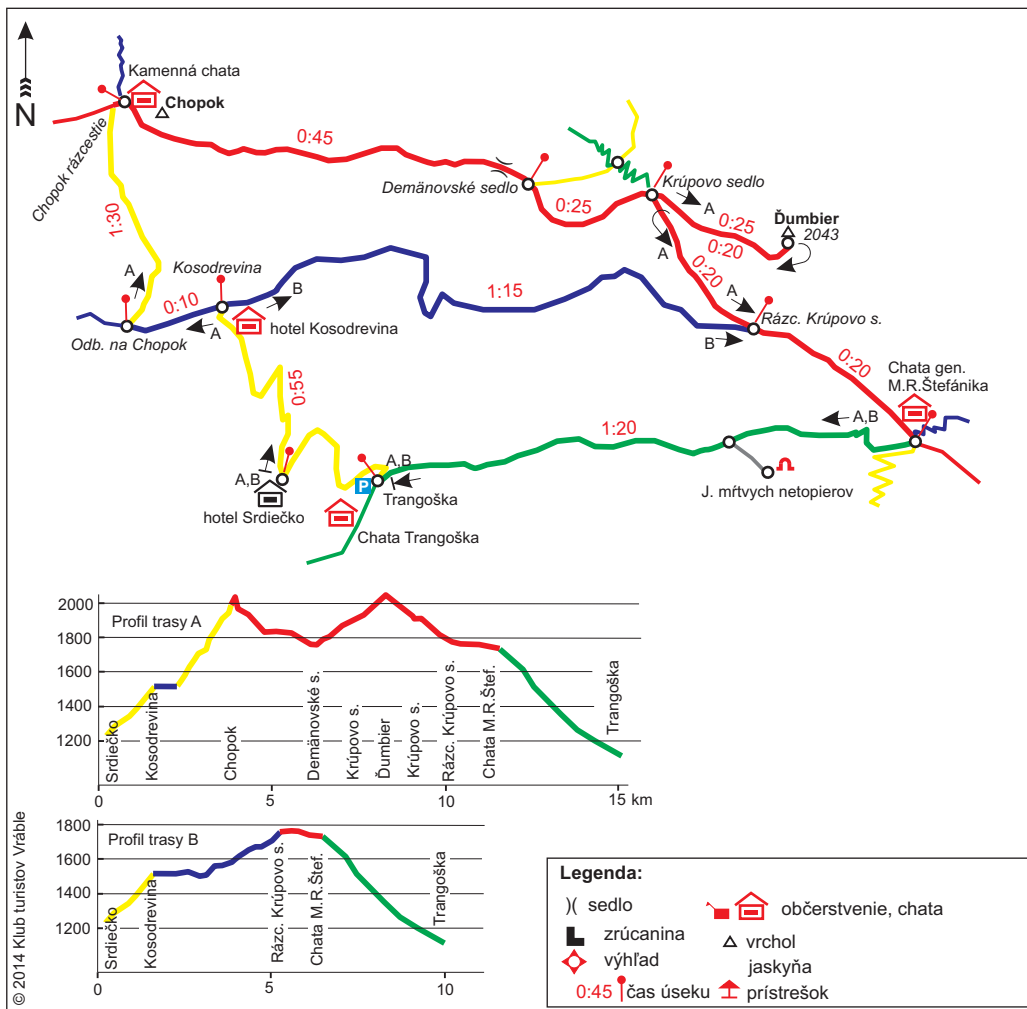 Kamenná chata
Chopok
N
Chopok rázcestie
0:45
Demänovské sedlo
Krúpovo sedlo
A
0:25
0:25
Ďumbier
2043
0:20
A
1:30
Kosodrevina
A
0:10
B
A
hotel Kosodrevina
Odb. na Chopok
1:15
0:20
A
Rázc. Krúpovo s.
B
0:20
Chata gen.
M.R.Štefánika
0:55
1:20
A,B
A,B
A,B
hotel Srdiečko
P
Trangoška
Chata Trangoška
J. mŕtvych netopierov
Profil trasy A
2000
1800
1600
1400
1200
Srdiečko
Kosodrevina
Chopok
Demänovské s.
Krúpovo s.
Ďumbier
Krúpovo s.
Rázc. Krúpovo s.
Chata M.R.Štef.
Trangoška
0
5
10
15 km
Profil trasy B
1800
1600
1400
1200
Srdiečko
Kosodrevina
Rázc. Krúpovo s.
Chata M.R.Štef.
Trangoška
0
5
10
© 2014 Klub turistov Vráble
Legenda:
)( sedlo
občerstvenie, chata
zrúcanina
vrchol
výhľad
jaskyňa
0:45 čas úseku
prístrešok